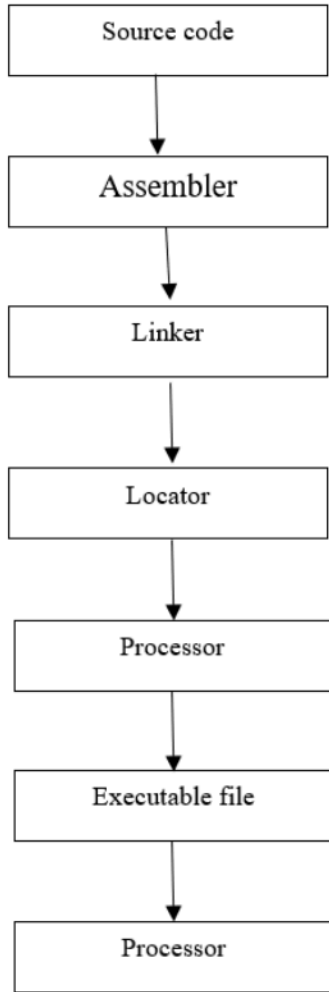 Source code
Assembler
Linker
Locator
Processor
Executable file
Processor